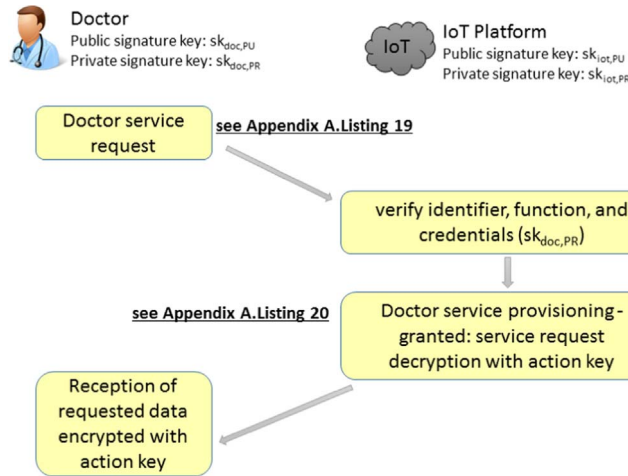 Doctor
Public signature key: sk_doc,PU
Private signature key: sk_doc,PR
IoT
IoT Platform
Public signature key: sk_iot,PU
Private signature key: sk_iot,PR
Doctor service
request
see Appendix A.Listing 19
verify identifier, function, and
credentials (sk_doc,PR)
see Appendix A.Listing 20
Doctor service provisioning -
granted: service request
decryption with action key
Reception of
requested data
encrypted with
action key